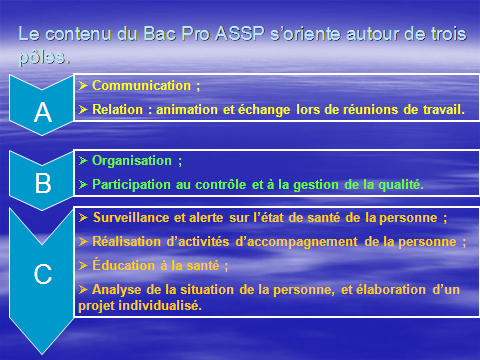 Le contenu du Bac Pro ASSP s’oriente autour de trois
pôles.
A
➢ Communication ;
➢ Relation : animation et échange lors de réunions de travail.
B
➢ Organisation ;
➢ Participation au contrôle et à la gestion de la qualité.
C
➢ Surveillance et alerte sur l’état de santé de la personne ;
➢ Réalisation d’activités d’accompagnement de la personne ;
➢ Éducation à la santé ;
➢ Analyse de la situation de la personne, et élaboration d’un
projet individualisé.